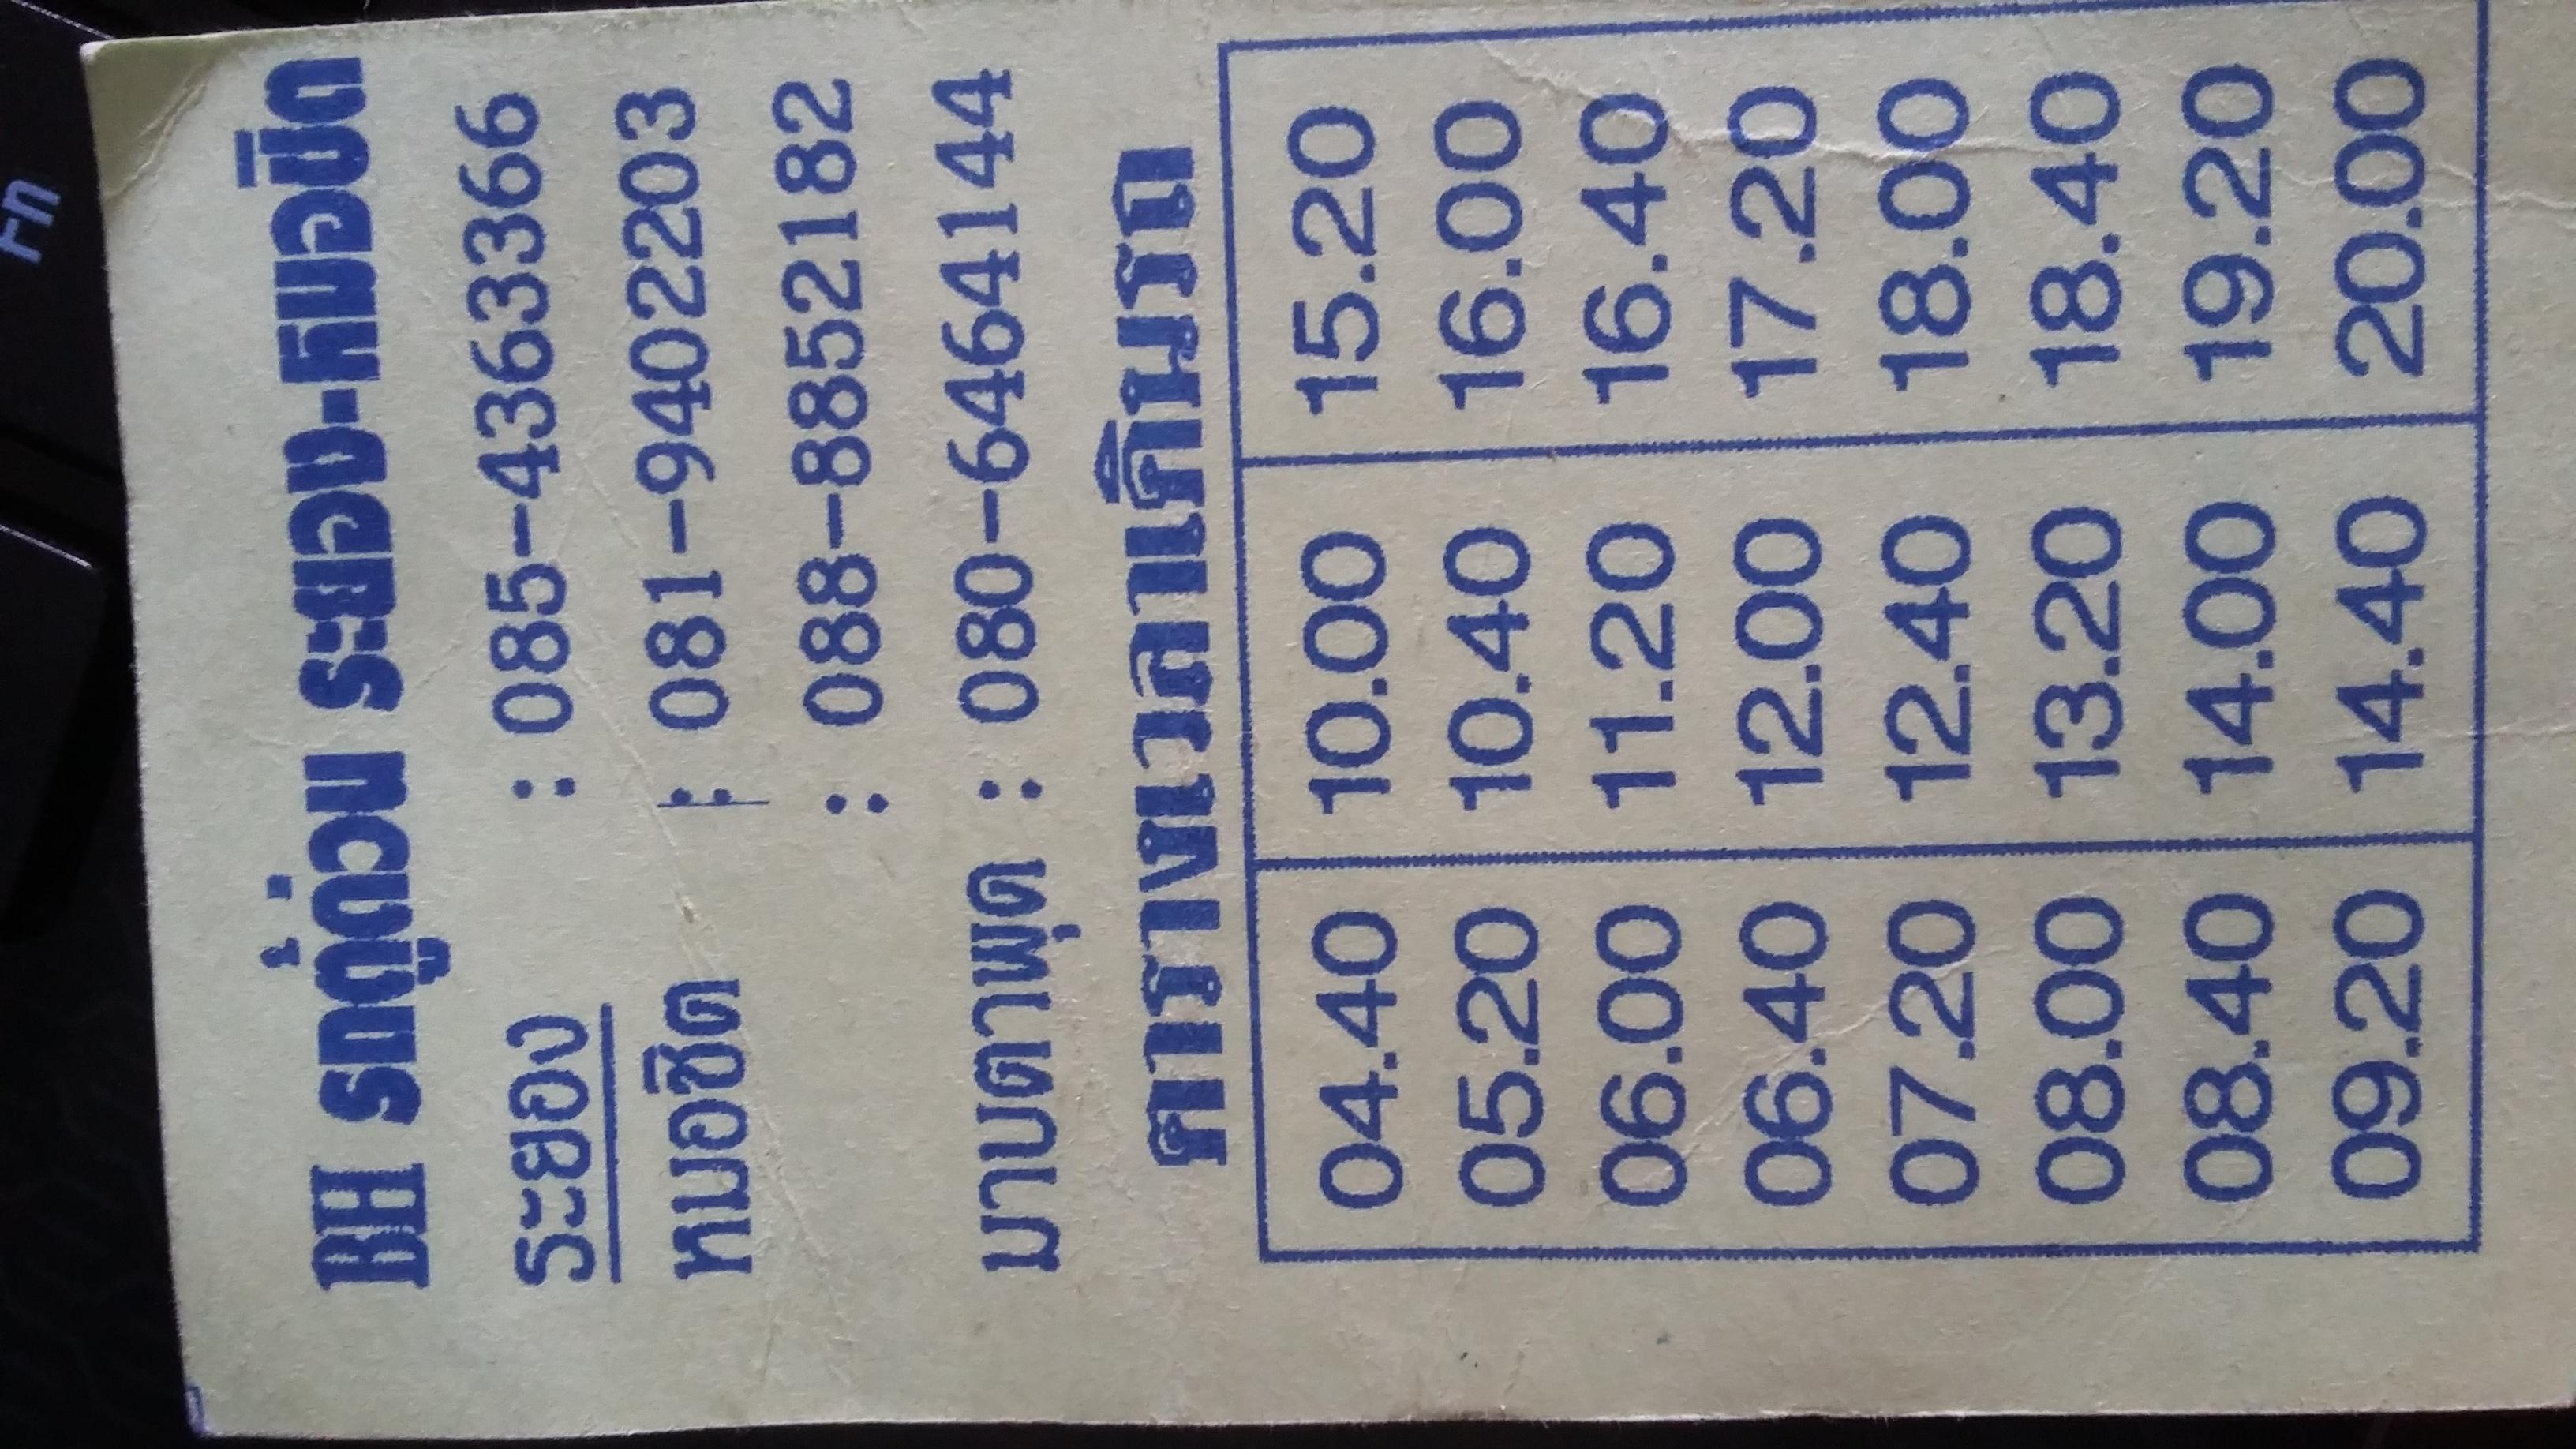 BH รถตู้ด่วน ระยอง-หมอชิต
ระยอง : 085-4363366
หมอชิต : 081-9402203
: 088-8852182
มาบตาพุด : 080-6464144
ตารางเวลาเดินรถ
04.40 10.00 15.20
05.20 10.40 16.00
06.00 11.20 16.40
06.40 12.00 17.20
07.20 12.40 18.00
08.00 13.20 18.40
08.40 14.00 19.20
09.20 14.40 20.00